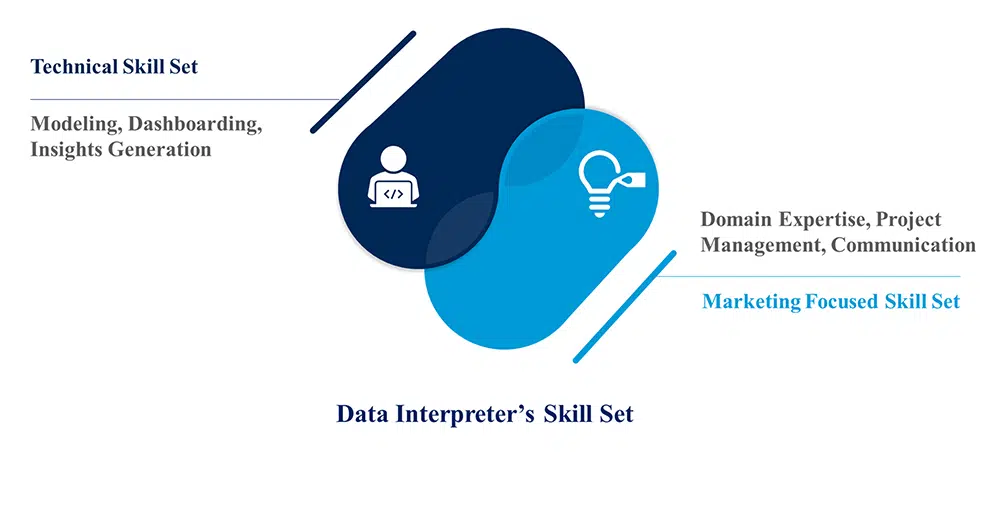 Technical Skill Set
Modeling, Dashboarding,
Insights Generation
</>
Domain Expertise, Project
Management, Communication
Marketing Focused Skill Set
Data Interpreter’s Skill Set